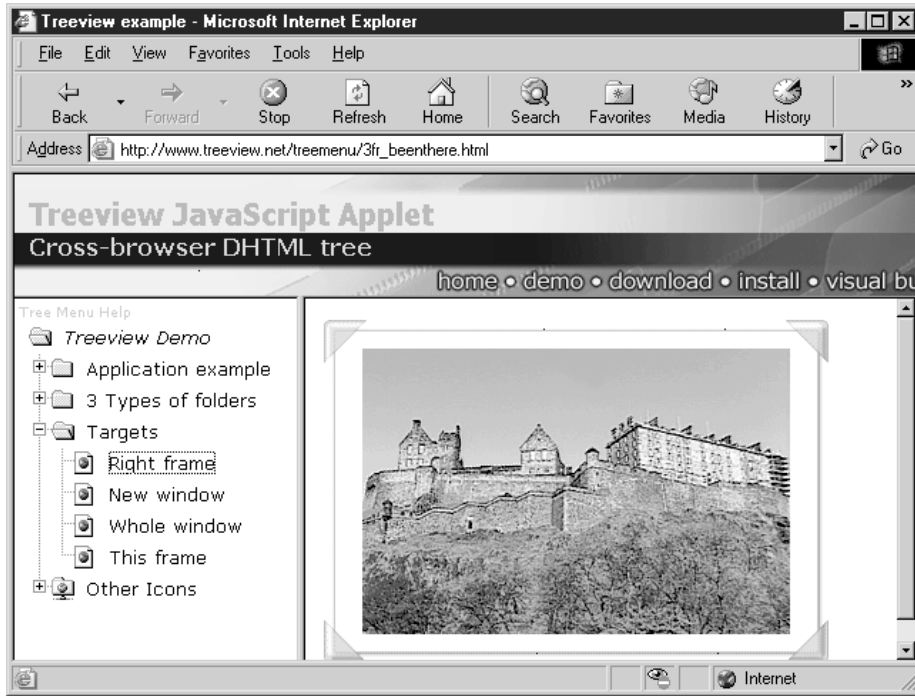 Treeview example - Microsoft Internet Explorer
File Edit View Favorites Tools Help
Back Forward Stop Refresh Home Search Favorites Media History »
Address http://www.treeview.net/treemenu/3fr_beenthere.html Go
Treeview JavaScript Applet
Cross-browser DHTML tree
home • demo • download • install • visual bu
Tree Menu Help
Treeview Demo
Application example
3 Types of folders
Targets
Right frame
New window
Whole window
This frame
Other Icons
Internet